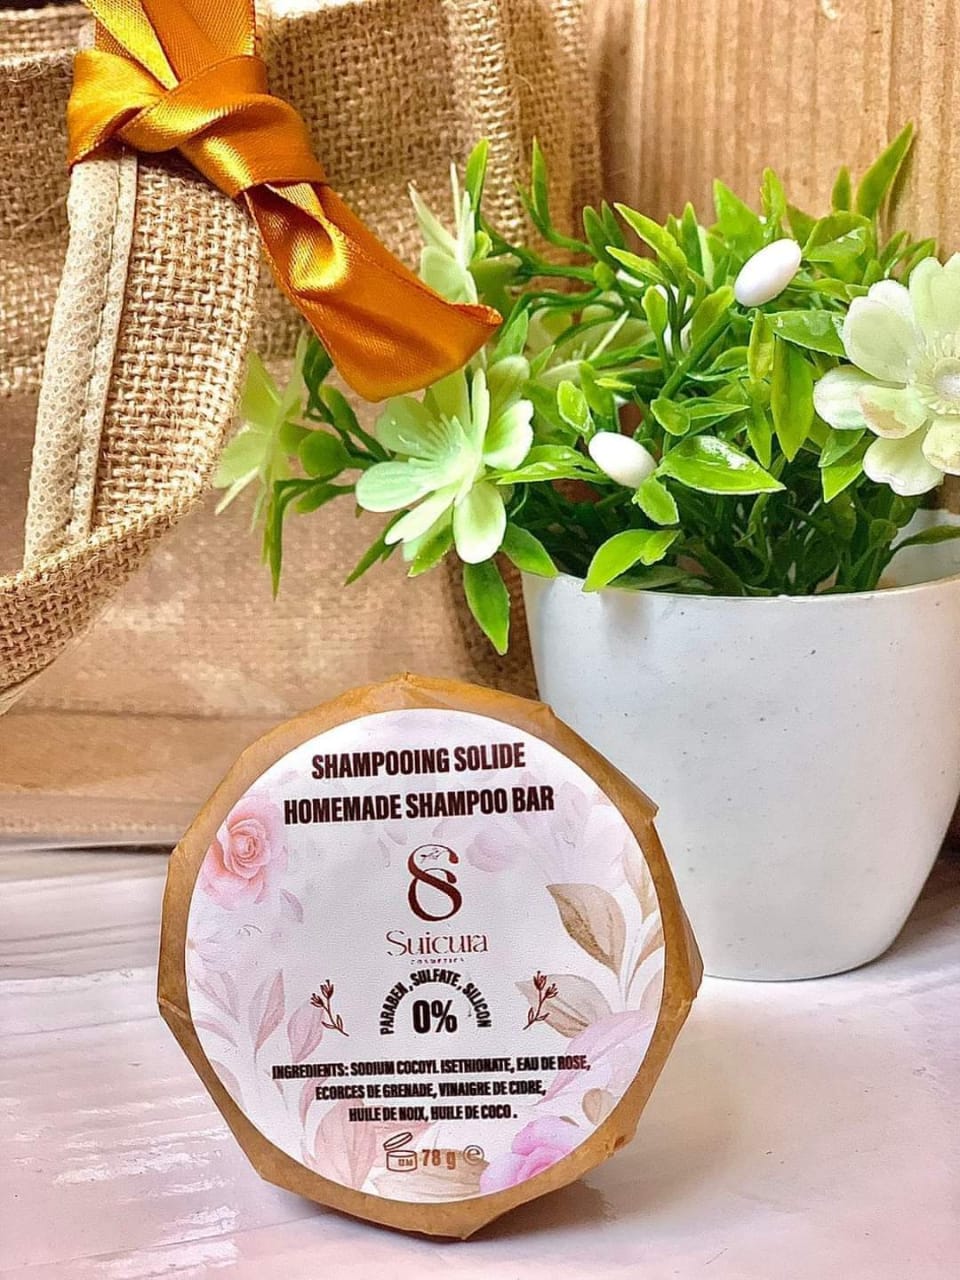 SHAMPOOING SOLIDE
HOMEMADE SHAMPOO BAR
Suicura
COSMETICS
PARABEN, SULFATE, SILICON
0%
INGREDIENTS: SODIUM COCOYL ISETHIONATE, EAU DE ROSE,
ECORCES DE GRENADE, VINAIGRE DE CIDRE,
HUILE DE NOIX, HUILE DE COCO.
78 g ℮